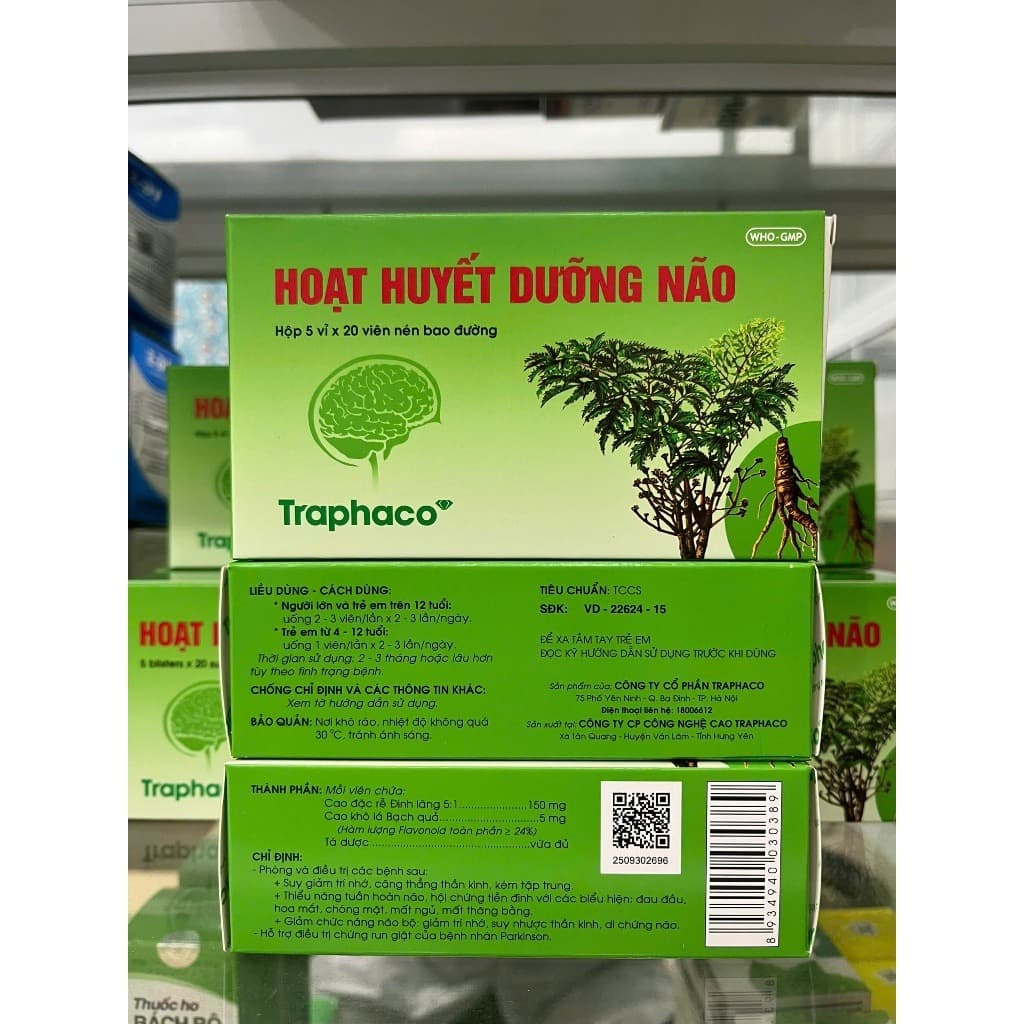 WHO-GMP
HOẠT HUYẾT DƯỠNG NÃO
Hộp 5 vỉ x 20 viên nén bao đường
Traphaco
LIỀU DÙNG - CÁCH DÙNG:
* Người lớn và trẻ em trên 12 tuổi:
uống 2 - 3 viên/lần x 2 - 3 lần/ngày.
* Trẻ em từ 4 - 12 tuổi:
uống 1 viên/lần x 2 - 3 lần/ngày.
Thời gian sử dụng: 2 - 3 tháng hoặc lâu hơn
tùy theo tình trạng bệnh.
CHỐNG CHỈ ĐỊNH VÀ CÁC THÔNG TIN KHÁC:
Xem tờ hướng dẫn sử dụng.
BẢO QUẢN: Nơi khô ráo, nhiệt độ không quá
30 °C, tránh ánh sáng.
TIÊU CHUẨN: TCCS
SĐK: VD - 22624 - 15
ĐỂ XA TẦM TAY TRẺ EM
ĐỌC KỸ HƯỚNG DẪN SỬ DỤNG TRƯỚC KHI DÙNG
Sản phẩm của: CÔNG TY CỔ PHẦN TRAPHACO
75 Phố Yên Ninh - Q. Ba Đình - TP. Hà Nội
Điện thoại liên hệ: 18006612
Sản xuất tại: CÔNG TY CP CÔNG NGHỆ CAO TRAPHACO
Xã Tân Quang - Huyện Văn Lâm - Tỉnh Hưng Yên
THÀNH PHẦN: Mỗi viên chứa:
Cao đặc rễ Đinh lăng 5:1......................150 mg
Cao khô lá Bạch quả................................5 mg
(Hàm lượng Flavonoid toàn phần ≥ 24%)
Tá dược....................................................vừa đủ
CHỈ ĐỊNH:
- Phòng và điều trị các bệnh sau:
+ Suy giảm trí nhớ, căng thẳng thần kinh, kém tập trung.
+ Thiểu năng tuần hoàn não, hội chứng tiền đình với các biểu hiện: đau đầu,
hoa mắt, chóng mặt, mất ngủ, mất thăng bằng.
+ Giảm chức năng não bộ: giảm trí nhớ, suy nhược thần kinh, di chứng não.
- Hỗ trợ điều trị chứng run giật của bệnh nhân Parkinson.
2509302696
8 934940 030389
HOẠT
5 blisters x 20
Traphaco
NÃO
WHO-GMP
Thuốc ho
BÁCH BỘ